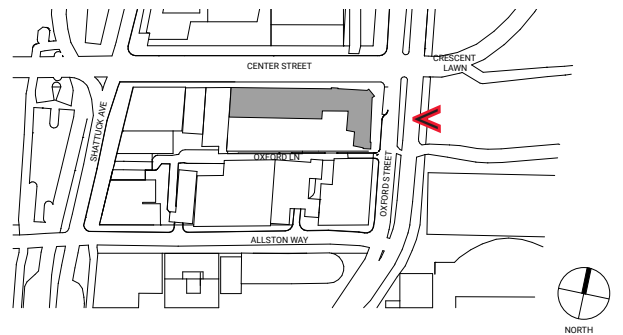 CENTER STREET
CRESCENT
LAWN
SHATTUCK AVE
OXFORD LN
OXFORD STREET
ALLSTON WAY
NORTH